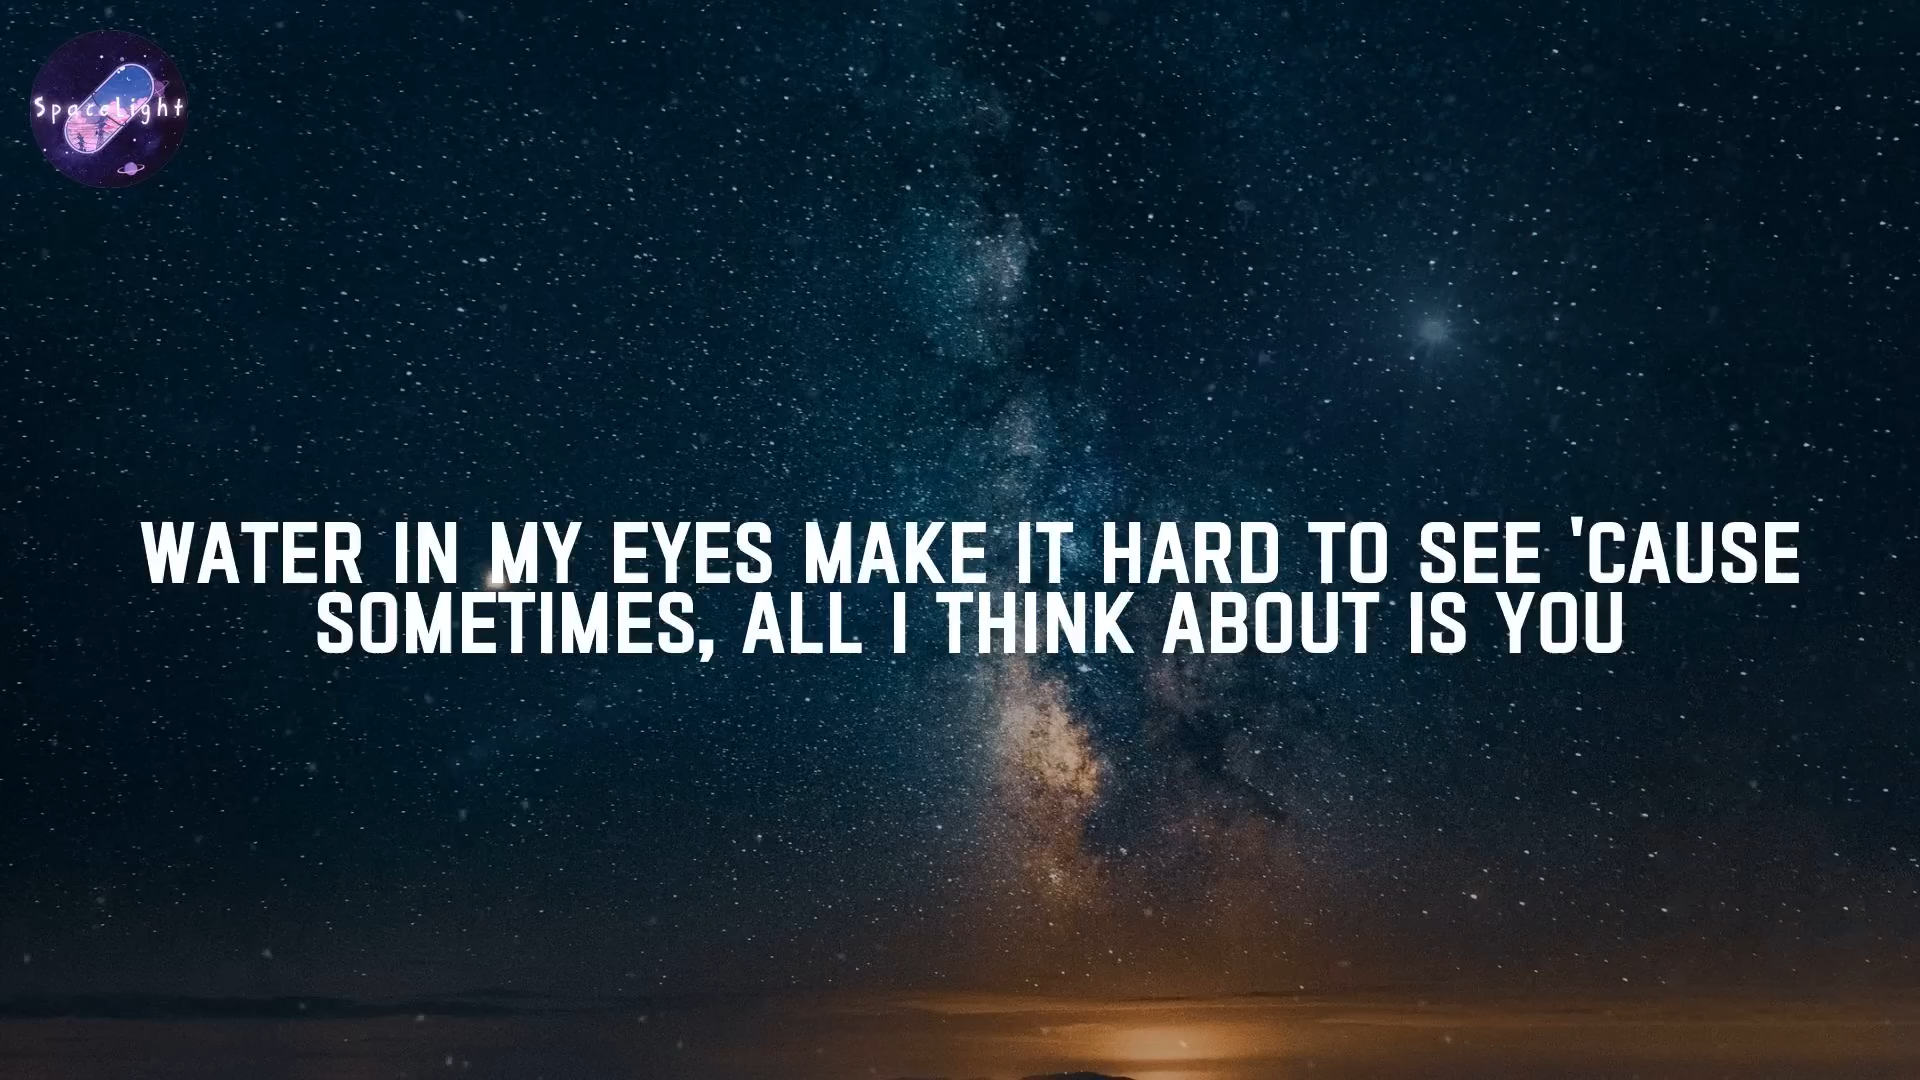 SpaceLight
WATER IN MY EYES MAKE IT HARD TO SEE 'CAUSE
SOMETIMES, ALL I THINK ABOUT IS YOU